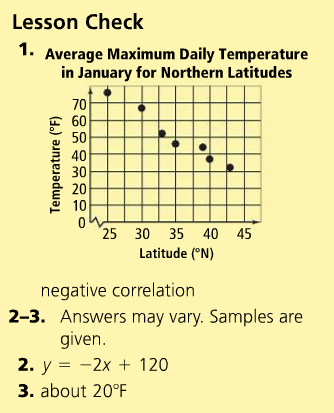 Lesson Check
1. Average Maximum Daily Temperature
in January for Northern Latitudes
Temperature (°F)
70
60
50
40
30
20
10
0
25 30 35 40 45
Latitude (°N)
negative correlation
2–3. Answers may vary. Samples are
given.
2. y = −2x + 120
3. about 20°F